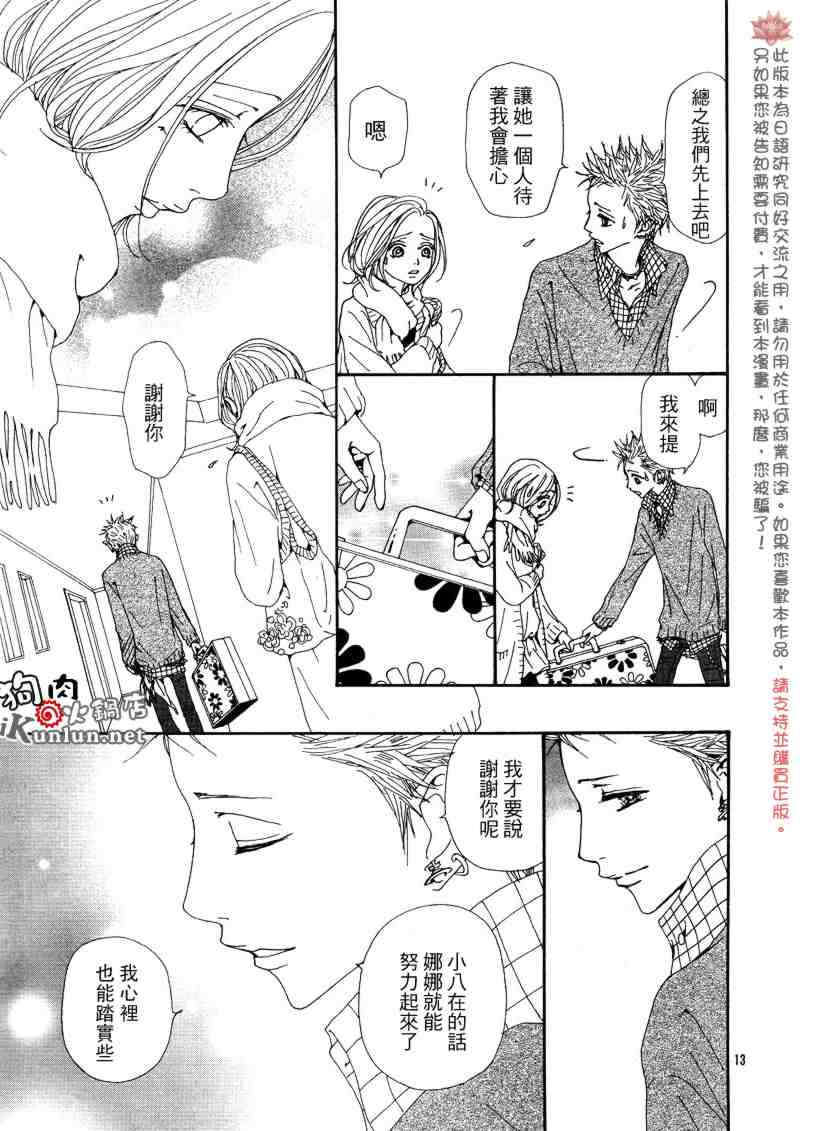 總之我們先上去吧
讓她一個人待
著我會擔心
嗯
啊
我來提
謝謝你
我才要說
謝謝你呢
小八在的話
娜娜就能
努力起來了
我心裡
也能踏實些
13
狗肉
火鍋店
iKunlun.net
此版本為日語研究同好交流之用，請勿用於任何商業用途。如果您喜歡本作品，請支持並購買正版。
另如果您被告知需要付費，才能看到本漫畫，那麼，您被騙了！